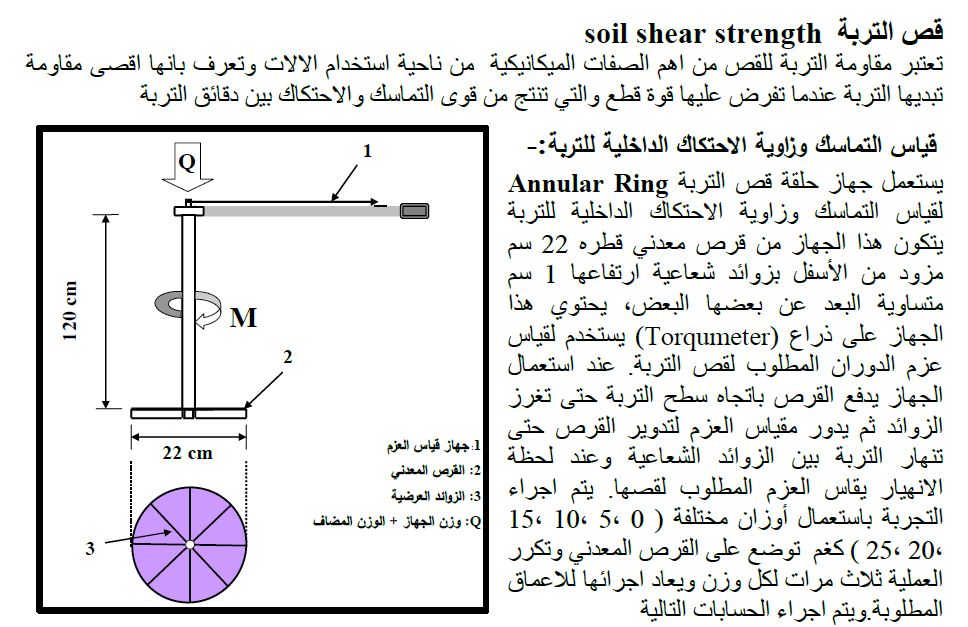 قص التربة soil shear strength
تعتبر مقاومة التربة للقص من اهم الصفات الميكانيكية من ناحية استخدام الالات وتعرف بانها اقصى مقاومة
تبديها التربة عندما تفرض عليها قوة قطع والتي تنتج من قوى التماسك والاحتكاك بين دقائق التربة
قياس التماسك وزاوية الاحتكاك الداخلية للتربة:-
يستعمل جهاز حلقة قص التربة Annular Ring
لقياس التماسك وزاوية الاحتكاك الداخلية للتربة
يتكون هذا الجهاز من قرص معدني قطره 22 سم
مزود من الأسفل بزوائد شعاعية ارتفاعها 1 سم
متساوية البعد عن بعضها البعض، يحتوي هذا
الجهاز على ذراع (Torqumeter) يستخدم لقياس
عزم الدوران المطلوب لقص التربة. عند استعمال
الجهاز يدفع القرص باتجاه سطح التربة حتى تغرز
الزوائد ثم يدور مقياس العزم لتدوير القرص حتى
تنهار التربة بين الزوائد الشعاعية وعند لحظة
الانهيار يقاس العزم المطلوب لقصها. يتم اجراء
التجربة باستعمال أوزان مختلفة ( 0 ،5 ،10 ،15
،20 ،25 ) كغم توضع على القرص المعدني وتكرر
العملية ثلاث مرات لكل وزن ويعاد اجرائها للاعماق
المطلوبة.ويتم اجراء الحسابات التالية
Q
1
120 cm
M
2
22 cm
3
1:جهاز قياس العزم
2: القرص المعدني
3: الزوائد العرضية
Q: وزن الجهاز + الوزن المضاف